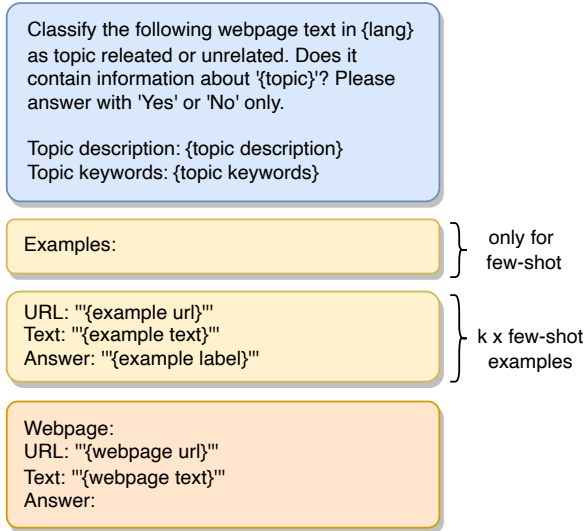 Classify the following webpage text in {lang}
as topic releated or unrelated. Does it
contain information about '{topic}'? Please
answer with 'Yes' or 'No' only.
Topic description: {topic description}
Topic keywords: {topic keywords}
Examples:
only for
few-shot
URL: '''{example url}'''
Text: '''{example text}'''
Answer: '''{example label}'''
k x few-shot
examples
Webpage:
URL: '''{webpage url}'''
Text: '''{webpage text}'''
Answer: